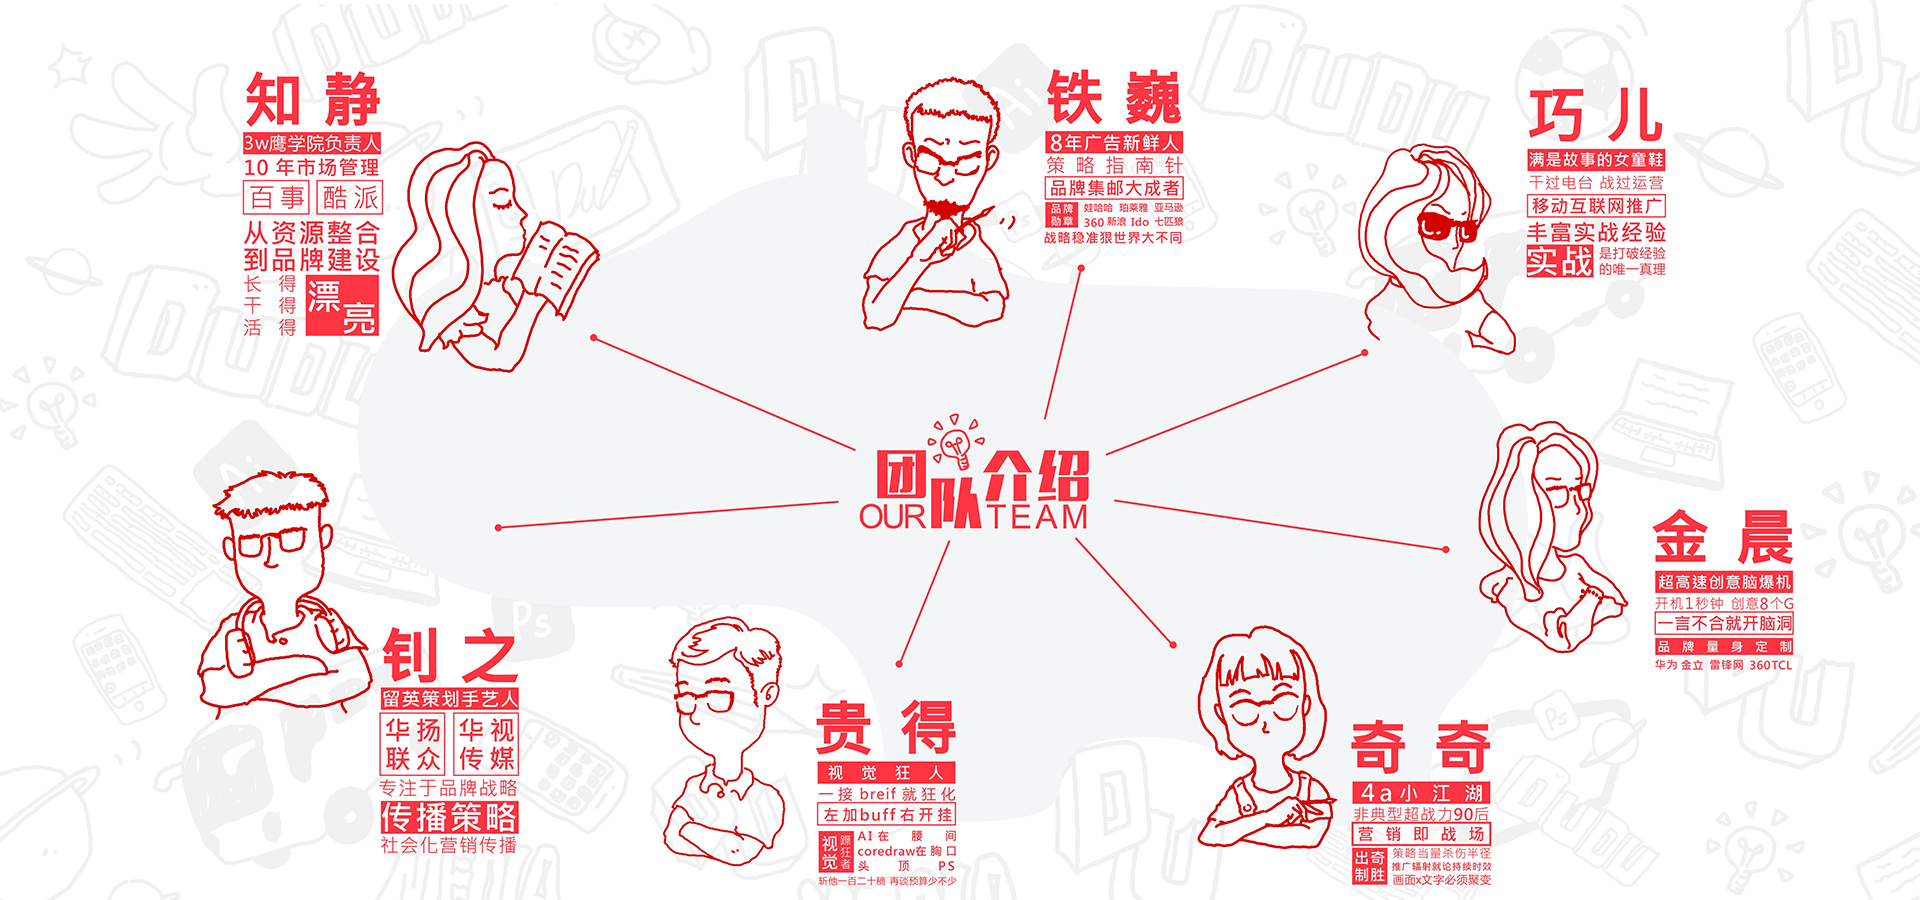 知静
3w鹰学院负责人
10年市场管理
百事 酷派
从资源整合
到品牌建设
长得
干得
活得
漂亮
铁巍
8年广告新鲜人
策略指南针
品牌集邮大成者
品牌勋章
娃哈哈 珀莱雅 亚马逊
360 新浪 Ido 七匹狼
战略稳准狠世界大不同
巧儿
满是故事的女童鞋
干过电台 战过运营
移动互联网推广
丰富实战经验
实战
是打破经验
的唯一真理
团队介绍
OUR TEAM
金晨
超高速创意脑爆机
开机1秒钟 创意8个G
一言不合就开脑洞
品牌量身定制
华为 金立 雷锋网 360TCL
钊之
留英策划手艺人
华扬联众
华视传媒
专注于品牌战略
传播策略
社会化营销传播
贵得
视觉狂人
一接breif就狂化
左加buff右开挂
视觉
躁狂者
AI在腰间
coredraw在胸口
头顶PS
斩他一百二十稿 再谈预算少不少
奇奇
4a小江湖
非典型超战力90后
营销即战场
出奇制胜
策略当量杀伤半径
推广辐射就论持续时效
画面x文字必须聚变
DUDU
DU
DUDU
DU
DUDU
DU
DU
Ai
Ai
Ps
Ps